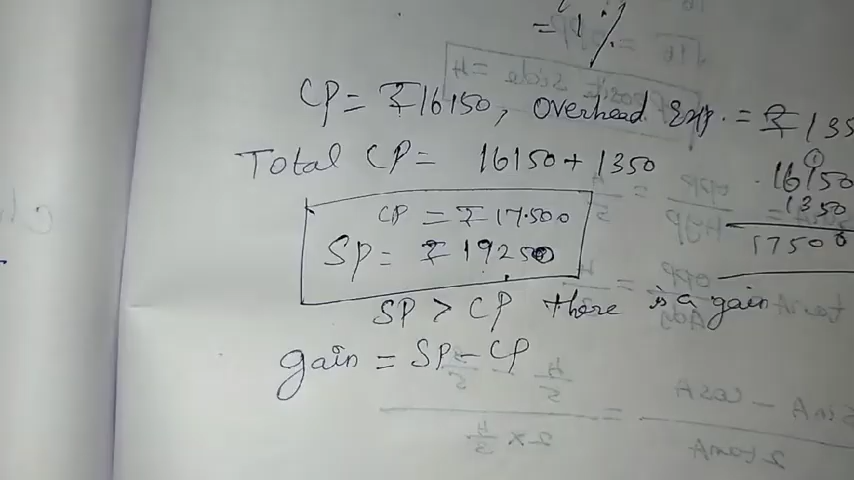 = 1 %
CP = ₹16150, overhead Exp. = ₹135
Total CP = 16150 + 1350
16150
1350
17500
CP = ₹17500
SP = ₹19250
SP > CP there is a gain
gain = SP - CP